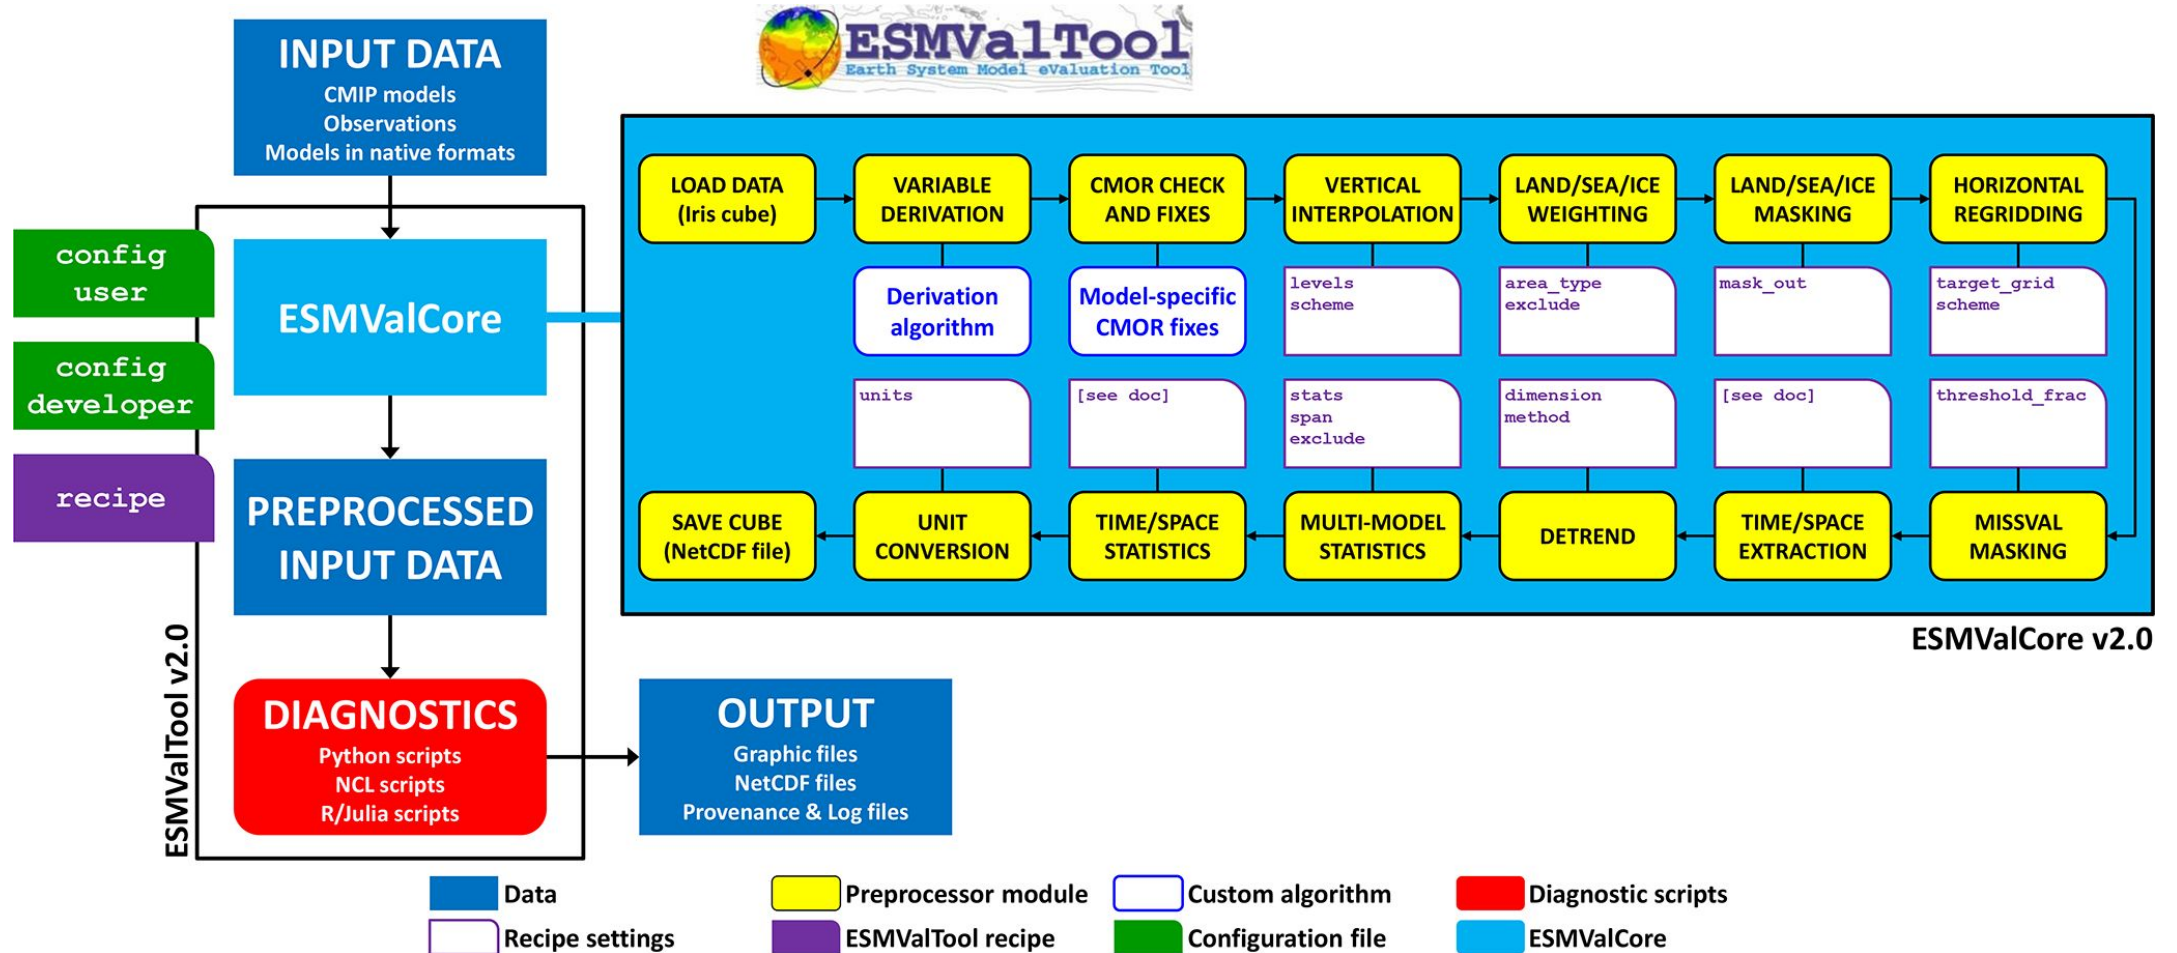 ESMValTool
Earth System Model eValuation Tool
INPUT DATA
CMIP models
Observations
Models in native formats
config
user
config
developer
recipe
ESMValCore
PREPROCESSED
INPUT DATA
DIAGNOSTICS
Python scripts
NCL scripts
R/Julia scripts
ESMValTool v2.0
OUTPUT
Graphic files
NetCDF files
Provenance & Log files
LOAD DATA
(Iris cube)
VARIABLE
DERIVATION
CMOR CHECK
AND FIXES
VERTICAL
INTERPOLATION
LAND/SEA/ICE
WEIGHTING
LAND/SEA/ICE
MASKING
HORIZONTAL
REGRIDDING
Derivation
algorithm
Model-specific
CMOR fixes
levels
scheme
area_type
exclude
mask_out
target_grid
scheme
units
[see doc]
stats
span
exclude
dimension
method
[see doc]
threshold_frac
SAVE CUBE
(NetCDF file)
UNIT
CONVERSION
TIME/SPACE
STATISTICS
MULTI-MODEL
STATISTICS
DETREND
TIME/SPACE
EXTRACTION
MISSVAL
MASKING
ESMValCore v2.0
Data
Preprocessor module
Custom algorithm
Diagnostic scripts
Recipe settings
ESMValTool recipe
Configuration file
ESMValCore